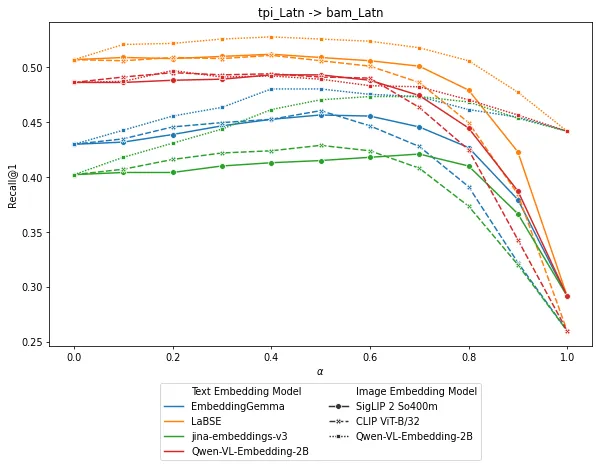 tpi_Latn -> bam_Latn
Recall@1
0.50
0.45
0.40
0.35
0.30
0.25
0.0
0.2
0.4
0.6
0.8
1.0
α
Text Embedding Model
EmbeddingGemma
LaBSE
jina-embeddings-v3
Qwen-VL-Embedding-2B
Image Embedding Model
SigLIP 2 So400m
CLIP ViT-B/32
Qwen-VL-Embedding-2B